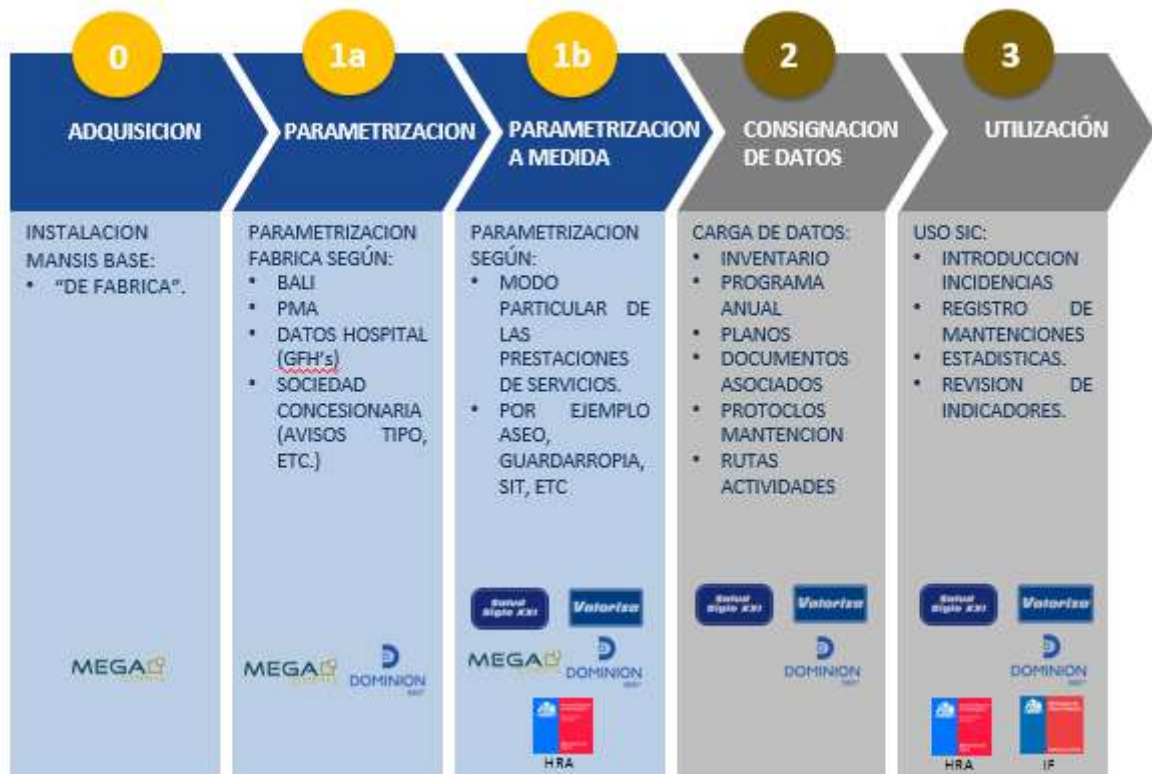 0
ADQUISICION
INSTALACION
MANSIS BASE:
• "DE FABRICA".
MEGA
1a
PARAMETRIZACION
PARAMETRIZACION
FABRICA SEGÚN:
• BALI
• PMA
• DATOS HOSPITAL
(GFH's)
• SOCIEDAD
CONCESIONARIA
(AVISOS TIPO,
ETC.)
MEGA
DOMINION
1b
PARAMETRIZACION
A MEDIDA
PARAMETRIZACION
SEGÚN:
• MODO
PARTICULAR DE
LAS
PRESTACIONES
DE SERVICIOS.
• POR EJEMPLO
ASEO,
GUARDARROPIA,
SIT, ETC
Salud
Siglo XXI
Valoriza
MEGA
DOMINION
HRA
2
CONSIGNACION
DE DATOS
CARGA DE DATOS:
• INVENTARIO
• PROGRAMA
ANUAL
• PLANOS
• DOCUMENTOS
ASOCIADOS
• PROTOCLOS
MANTENCION
• RUTAS
ACTIVIDADES
Salud
Siglo XXI
Valoriza
DOMINION
3
UTILIZACIÓN
USO SIC:
• INTRODUCCION
INCIDENCIAS
• REGISTRO DE
MANTENCIONES
• ESTADISTICAS.
• REVISION DE
INDICADORES.
Salud
Siglo XXI
Valoriza
DOMINION
HRA
IF